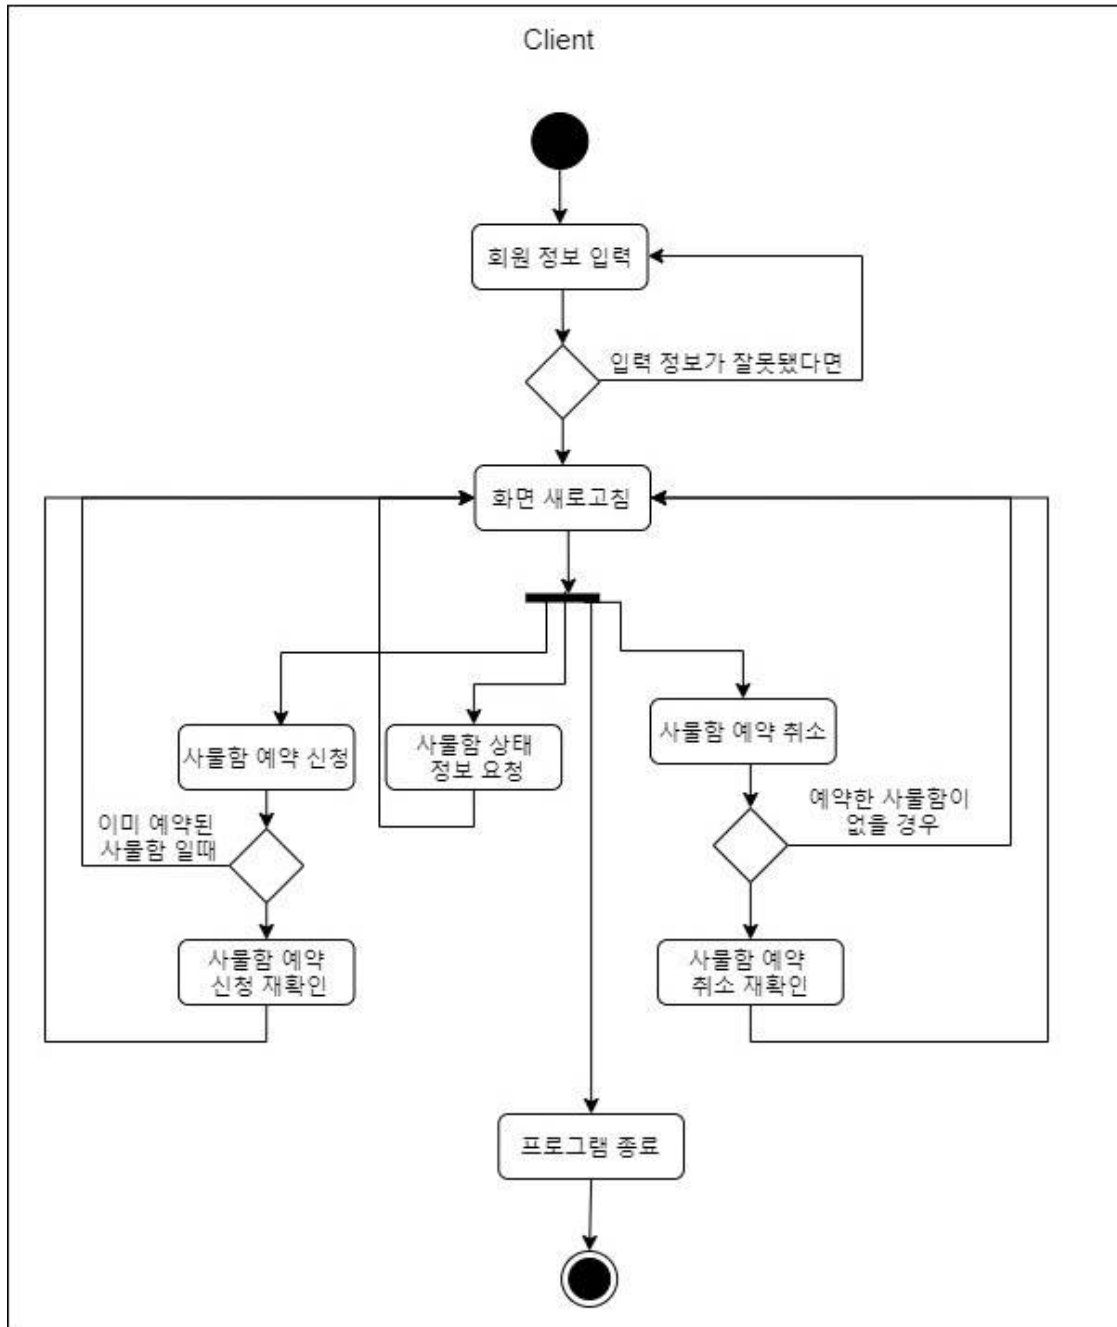 Client
회원 정보 입력
입력 정보가 잘못됐다면
화면 새로고침
사물함 예약 신청
사물함 상태
정보 요청
사물함 예약 취소
이미 예약된
사물함 일때
예약한 사물함이
없을 경우
사물함 예약
신청 재확인
사물함 예약
취소 재확인
프로그램 종료